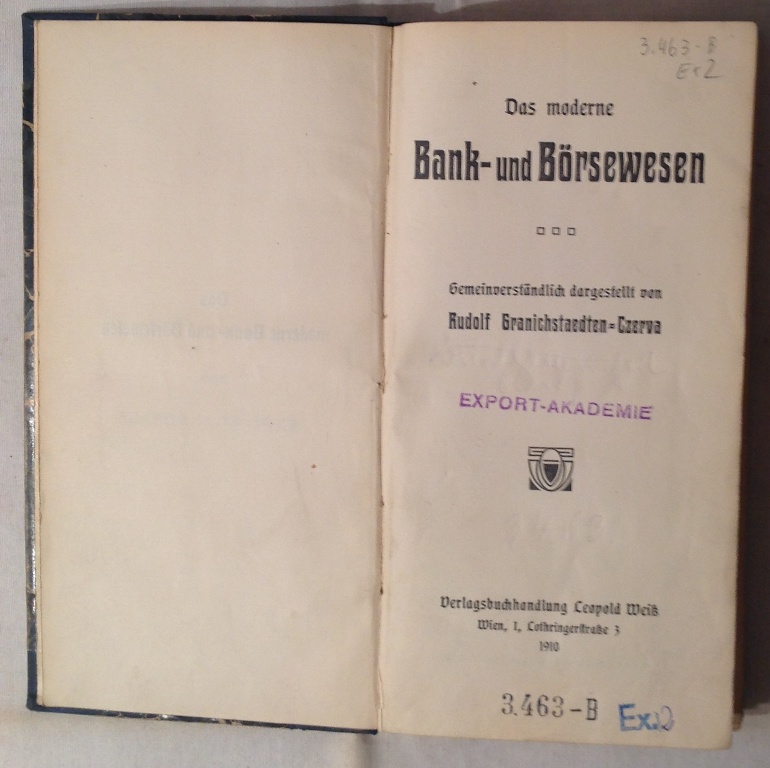 3.463-B
Ex2
Das moderne
Bank- und Börsewesen
Gemeinverständlich dargestellt von
Rudolf Granichstaedten=Czerva
EXPORT-AKADEMIE
Verlagsbuchhandlung Leopold Weiß
Wien, I., Lothringerstraße 3
1910
3.463-B Ex.2